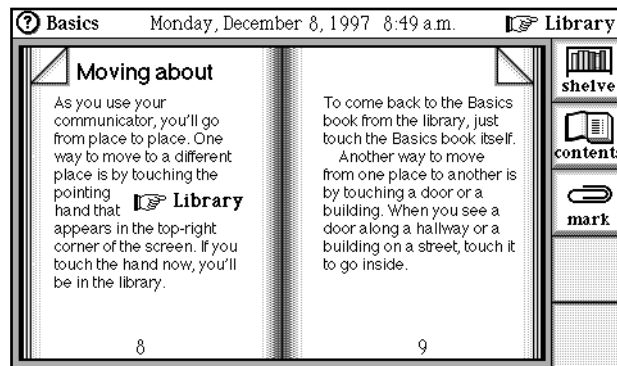 ? Basics Monday, December 8, 1997 8:49 a.m. Library
Moving about
As you use your
communicator, you'll go
from place to place. One
way to move to a different
place is by touching the
pointing
hand that
Library
appears in the top-right
corner of the screen. If you
touch the hand now, you'll
be in the library.
8
To come back to the Basics
book from the library, just
touch the Basics book itself.
Another way to move
from one place to another is
by touching a door or a
building. When you see a
door along a hallway or a
building on a street, touch it
to go inside.
9
shelve
contents
mark